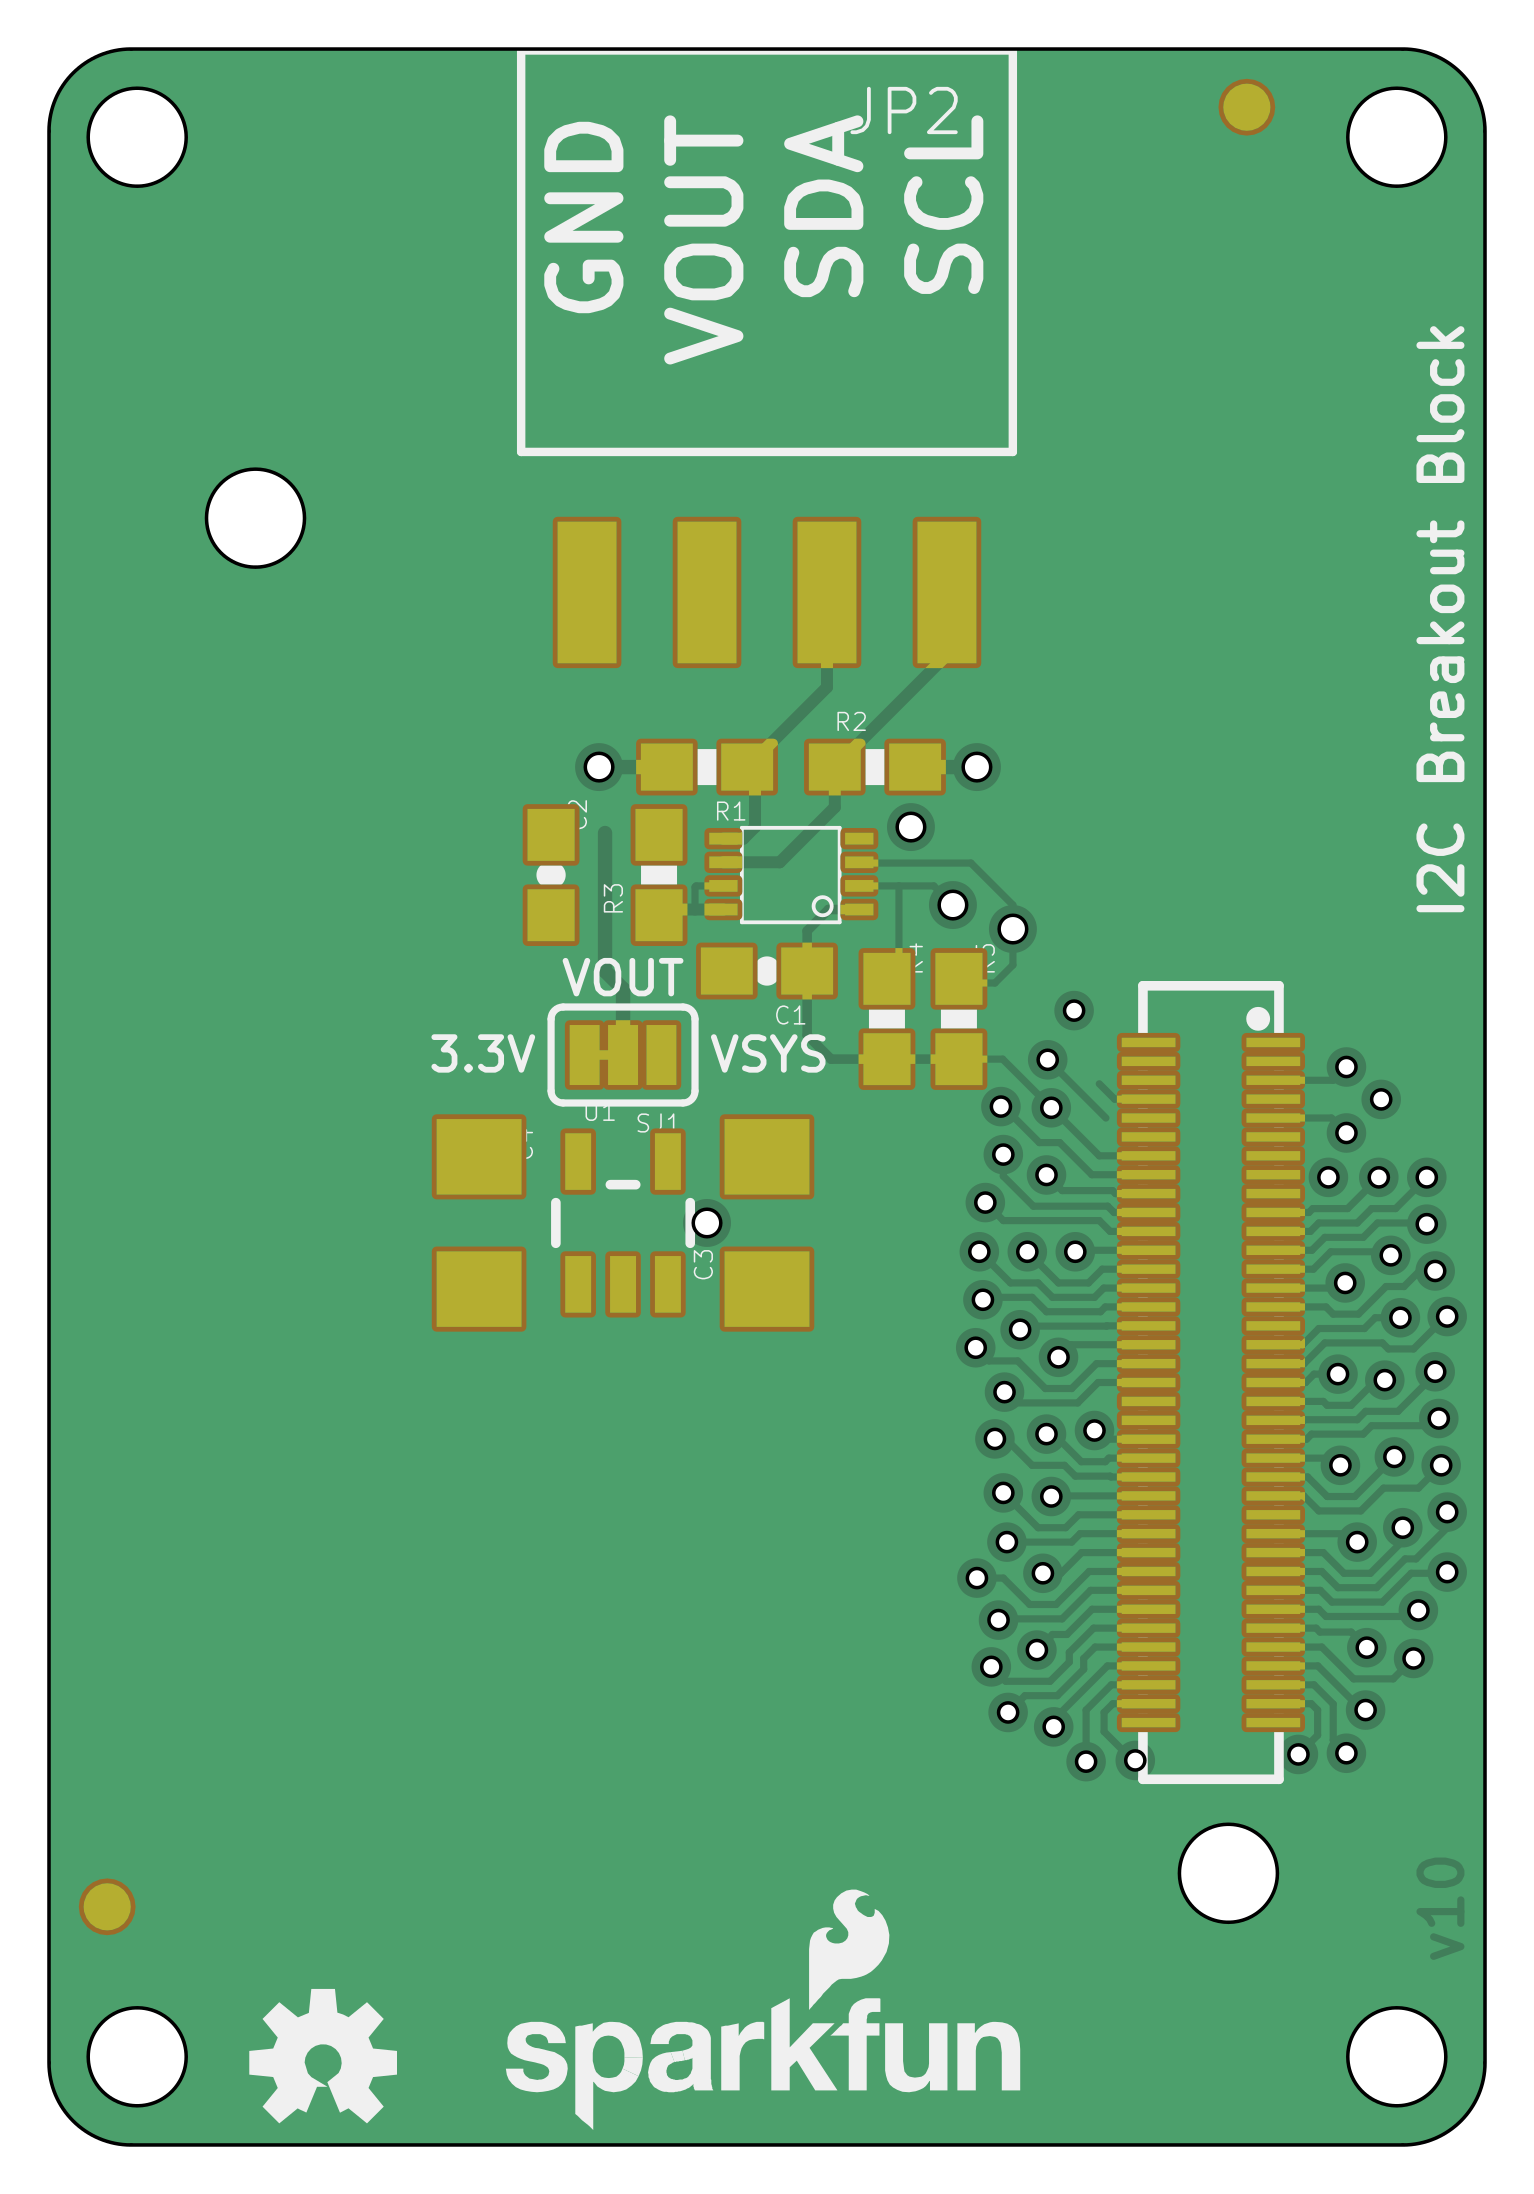 JP2
GND
VOUT
SDA
SCL
I2C Breakout Block
R2
R1
C2
R3
VOUT
C1
3.3V
VSYS
U1
SJ1
C3
v10
sparkfun